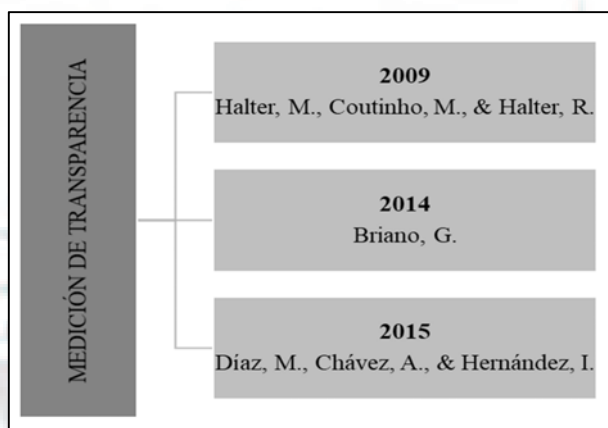 MEDICIÓN DE TRANSPARENCIA
2009
Halter, M., Coutinho, M., & Halter, R.
2014
Briano, G.
2015
Díaz, M., Chávez, A., & Hernández, I.